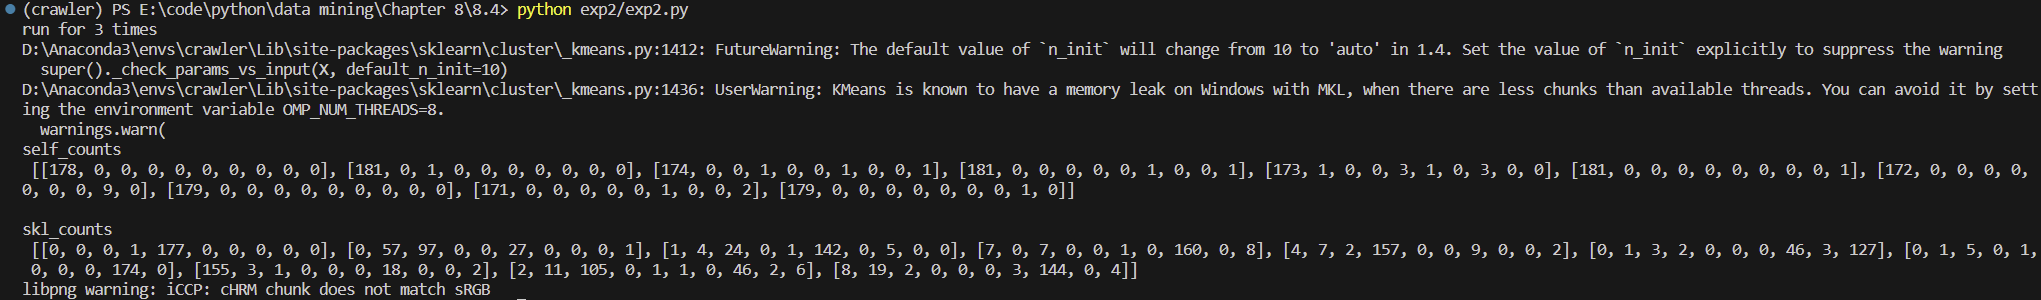 (crawler) PS E:\code\python\data mining\Chapter 8\8.4> python exp2/exp2.py
run for 3 times
D:\Anaconda3\envs\crawler\Lib\site-packages\sklearn\cluster\_kmeans.py:1412: FutureWarning: The default value of `n_init` will change from 10 to 'auto' in 1.4. Set the value of `n_init` explicitly to suppress the warning
  super()._check_params_vs_input(X, default_n_init=10)
D:\Anaconda3\envs\crawler\Lib\site-packages\sklearn\cluster\_kmeans.py:1436: UserWarning: KMeans is known to have a memory leak on Windows with MKL, when there are less chunks than available threads. You can avoid it by sett
ing the environment variable OMP_NUM_THREADS=8.
  warnings.warn(
self_counts
 [[178, 0, 0, 0, 0, 0, 0, 0, 0, 0], [181, 0, 1, 0, 0, 0, 0, 0, 0, 0], [174, 0, 0, 1, 0, 0, 1, 0, 0, 1], [181, 0, 0, 0, 0, 0, 1, 0, 0, 1], [173, 1, 0, 0, 3, 1, 0, 3, 0, 0], [181, 0, 0, 0, 0, 0, 0, 0, 0, 1], [172, 0, 0, 0, 0,
0, 0, 0, 9, 0], [179, 0, 0, 0, 0, 0, 0, 0, 0, 0], [171, 0, 0, 0, 0, 0, 1, 0, 0, 2], [179, 0, 0, 0, 0, 0, 0, 0, 1, 0]]
skl_counts
 [[0, 0, 0, 1, 177, 0, 0, 0, 0, 0], [0, 57, 97, 0, 0, 27, 0, 0, 0, 1], [1, 4, 24, 0, 1, 142, 0, 5, 0, 0], [7, 0, 7, 0, 0, 1, 0, 160, 0, 8], [4, 7, 2, 157, 0, 0, 9, 0, 0, 2], [0, 1, 3, 2, 0, 0, 0, 46, 3, 127], [0, 1, 5, 0, 1,
0, 0, 0, 174, 0], [155, 3, 1, 0, 0, 0, 18, 0, 0, 2], [2, 11, 105, 0, 1, 1, 0, 46, 2, 6], [8, 19, 2, 0, 0, 0, 3, 144, 0, 4]]
libpng warning: iCCP: cHRM chunk does not match sRGB